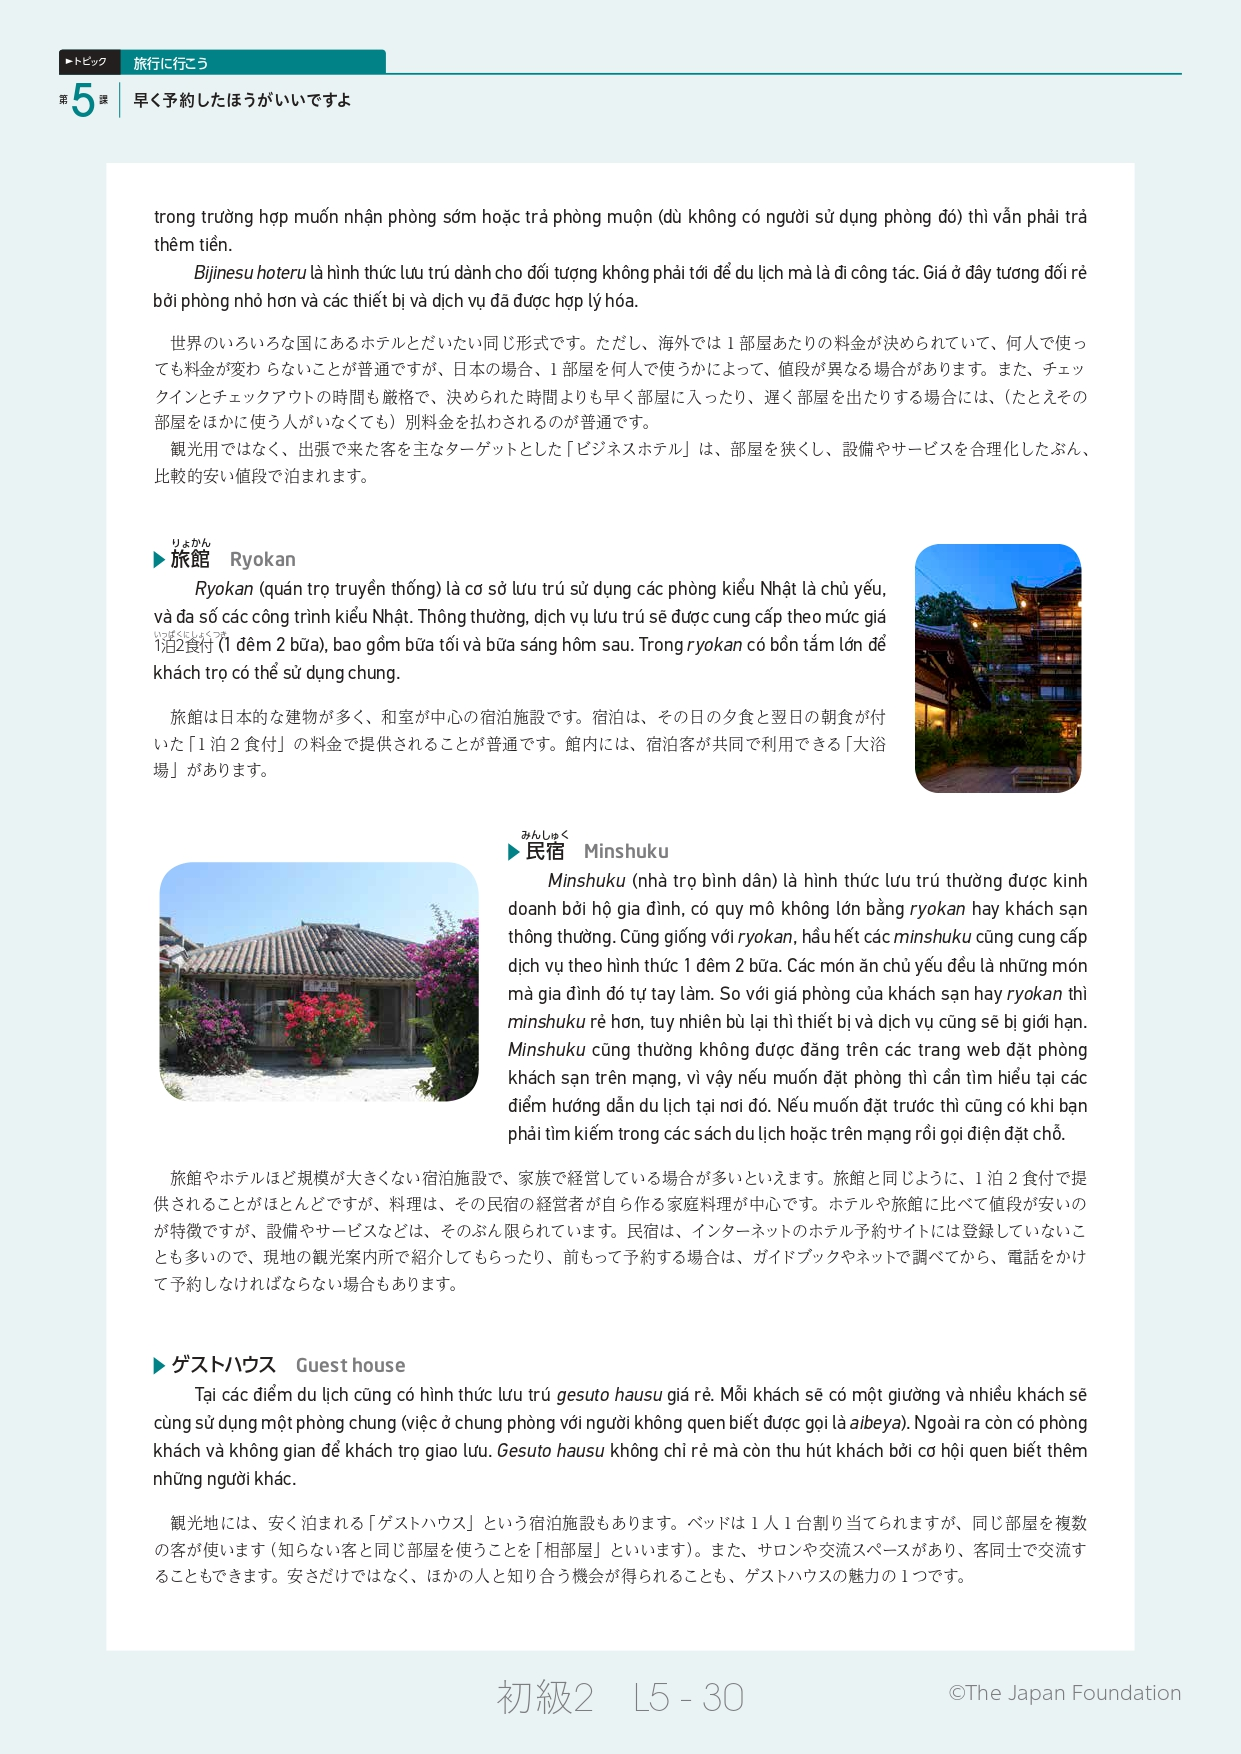 ▶トピック 旅行に行こう
第5課 早く予約したほうがいいですよ
trong trường hợp muốn nhận phòng sớm hoặc trả phòng muộn (dù không có người sử dụng phòng đó) thì vẫn phải trả
thêm tiền.
Bijinesu hoteru là hình thức lưu trú dành cho đối tượng không phải tới để du lịch mà là đi công tác. Giá ở đây tương đối rẻ
bởi phòng nhỏ hơn và các thiết bị và dịch vụ đã được hợp lý hóa.
世界のいろいろな国にあるホテルとだいたい同じ形式です。ただし、海外では1部屋あたりの料金が決められていて、何人で使っ
ても料金が変わらないことが普通ですが、日本の場合、1部屋を何人で使うかによって、値段が異なる場合があります。また、チェッ
クインとチェックアウトの時間も厳格で、決められた時間よりも早く部屋に入ったり、遅く部屋を出たりする場合には、(たとえその
部屋をほかに使う人がいなくても) 別料金を払わされるのが普通です。
観光用ではなく、出張で来た客を主なターゲットとした「ビジネスホテル」は、部屋を狭くし、設備やサービスを合理化したぶん、
比較的安い値段で泊まれます。
りょかん
▶旅館 Ryokan
Ryokan (quán trọ truyền thống) là cơ sở lưu trú sử dụng các phòng kiểu Nhật là chủ yếu,
và đa số các công trình kiểu Nhật. Thông thường, dịch vụ lưu trú sẽ được cung cấp theo mức giá
いっぱくにしょくつき
1泊2食付 (1 đêm 2 bữa), bao gồm bữa tối và bữa sáng hôm sau. Trong ryokan có bồn tắm lớn để
khách trọ có thể sử dụng chung.
旅館は日本的な建物が多く、和室が中心の宿泊施設です。宿泊は、その日の夕食と翌日の朝食が付
いた「1泊2食付」の料金で提供されることが普通です。館内には、宿泊客が共同で利用できる「大浴
場」があります。
みんしゅく
▶民宿 Minshuku
Minshuku (nhà trọ bình dân) là hình thức lưu trú thường được kinh
doanh bởi hộ gia đình, có quy mô không lớn bằng ryokan hay khách sạn
thông thường. Cũng giống với ryokan, hầu hết các minshuku cũng cung cấp
dịch vụ theo hình thức 1 đêm 2 bữa. Các món ăn chủ yếu đều là những món
mà gia đình đó tự tay làm. So với giá phòng của khách sạn hay ryokan thì
minshuku rẻ hơn, tuy nhiên bù lại thì thiết bị và dịch vụ cũng sẽ bị giới hạn.
Minshuku cũng thường không được đăng trên các trang web đặt phòng
khách sạn trên mạng, vì vậy nếu muốn đặt phòng thì cần tìm hiểu tại các
điểm hướng dẫn du lịch tại nơi đó. Nếu muốn đặt trước thì cũng có khi bạn
phải tìm kiếm trong các sách du lịch hoặc trên mạng rồi gọi điện đặt chỗ.
旅館やホテルほど規模が大きくない宿泊施設で、家族で経営している場合が多いといえます。旅館と同じように、1泊2食付で提
供されることがほとんどですが、料理は、その民宿の経営者が自ら作る家庭料理が中心です。ホテルや旅館に比べて値段が安いの
が特徴ですが、設備やサービスなどは、そのぶん限られています。民宿は、インターネットのホテル予約サイトには登録していないこ
とも多いので、現地の観光案内所で紹介してもらったり、前もって予約する場合は、ガイドブックやネットで調べてから、電話をかけ
て予約しなければならない場合もあります。
▶ゲストハウス Guest house
Tại các điểm du lịch cũng có hình thức lưu trú gesuto hausu giá rẻ. Mỗi khách sẽ có một giường và nhiều khách sẽ
cùng sử dụng một phòng chung (việc ở chung phòng với người không quen biết được gọi là aibeya). Ngoài ra còn có phòng
khách và không gian để khách trọ giao lưu. Gesuto hausu không chỉ rẻ mà còn thu hút khách bởi cơ hội quen biết thêm
những người khác.
観光地には、安く泊まれる「ゲストハウス」という宿泊施設もあります。ベッドは1人1台割り当てられますが、同じ部屋を複数
の客が使います (知らない客と同じ部屋を使うことを「相部屋」といいます)。また、サロンや交流スペースがあり、客同士で交流す
ることもできます。安さだけではなく、ほかの人と知り合う機会が得られることも、ゲストハウスの魅力の1つです。
初級2 L5 - 30
©The Japan Foundation